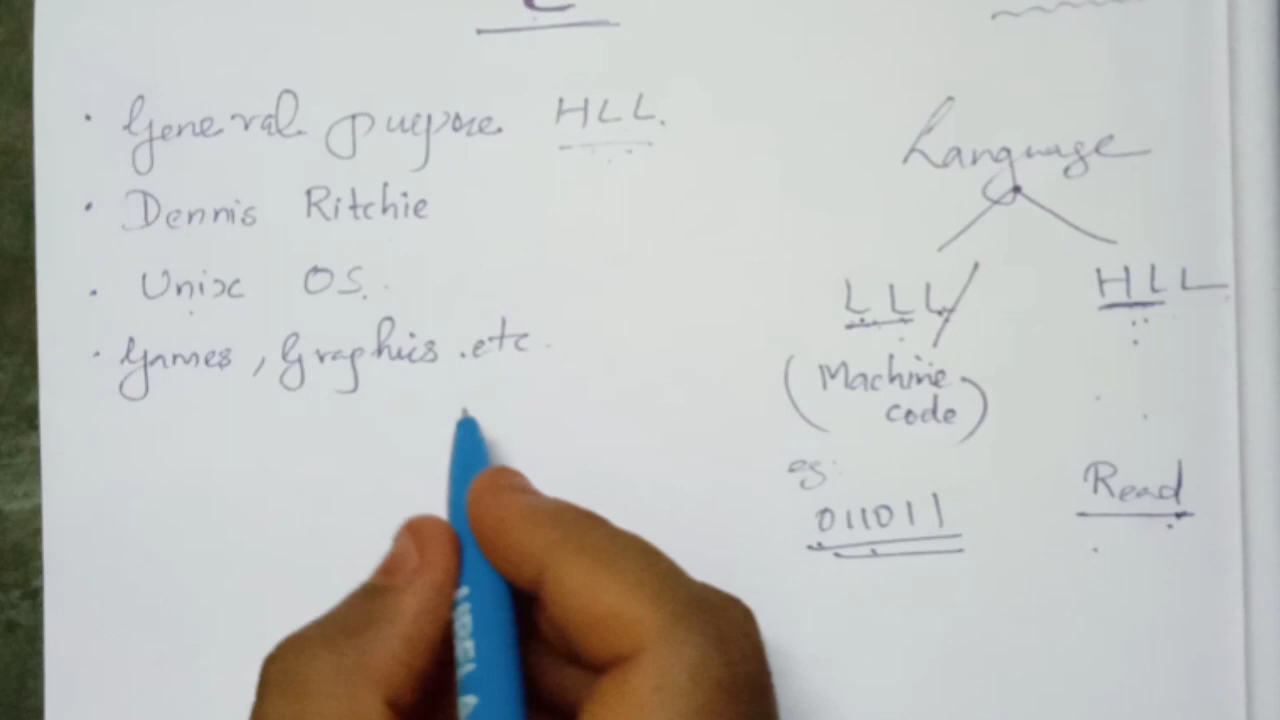 C
• General purpose HLL.
• Dennis Ritchie
• Unix OS.
• Games, Graphics.etc.
Language
LLL HLL
(Machine
code)
eg:
011011
Read